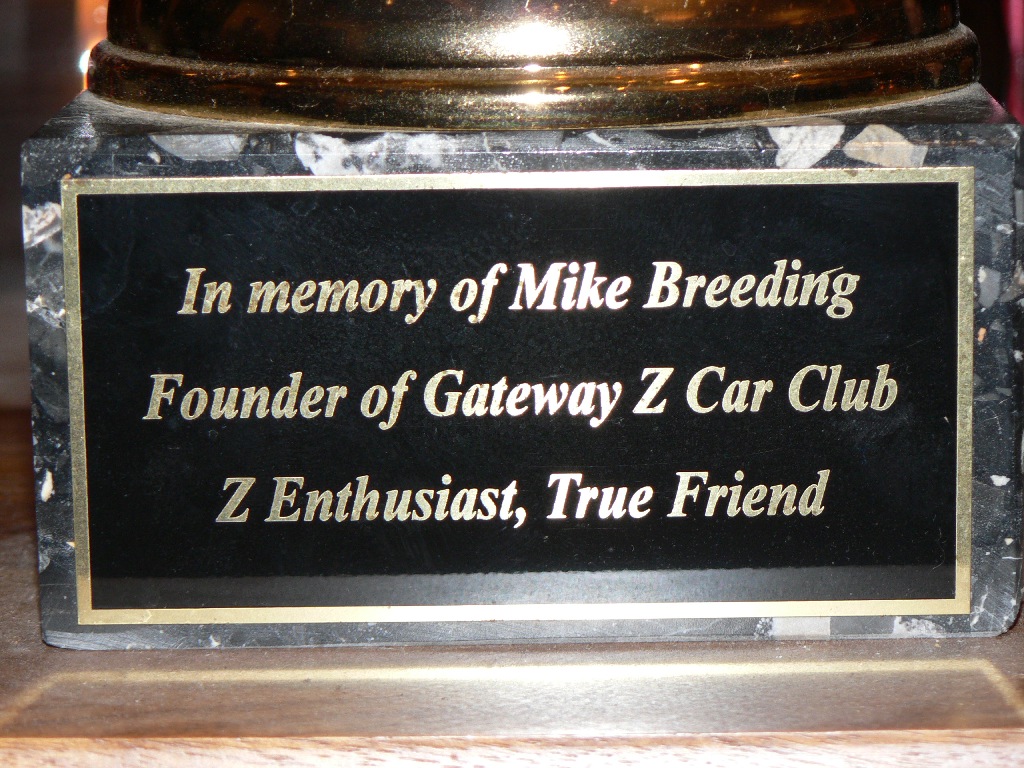 In memory of Mike Breeding
Founder of Gateway Z Car Club
Z Enthusiast, True Friend